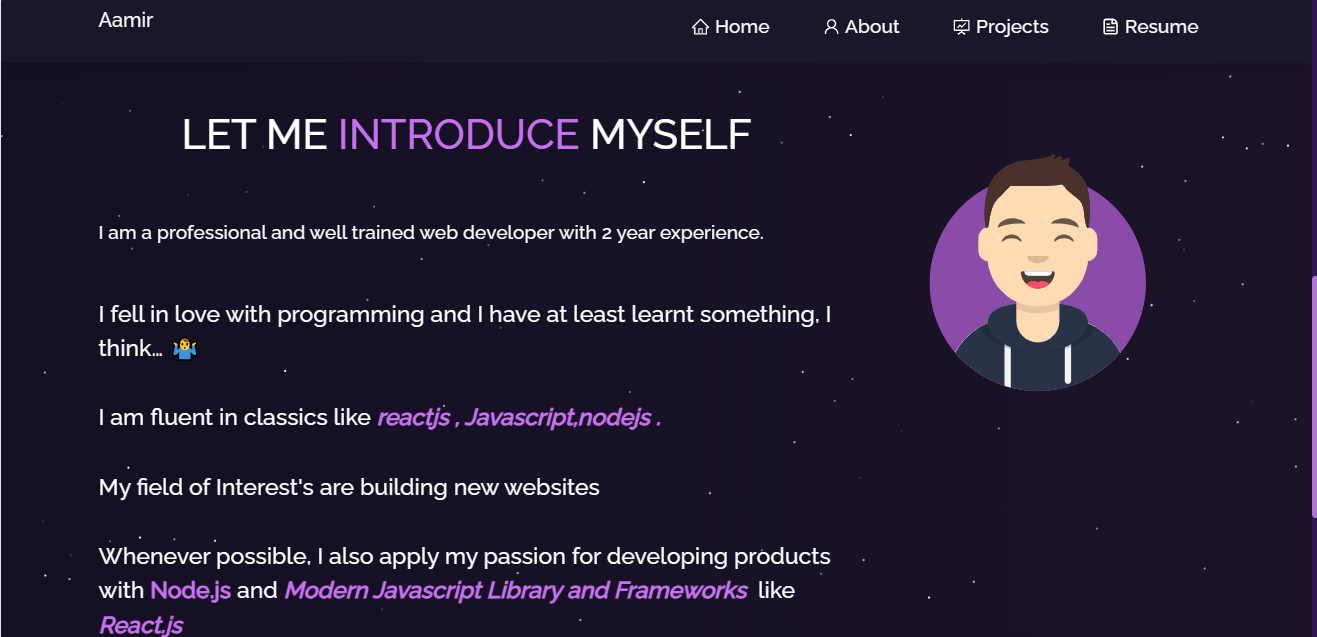 Aamir
Home
About
Projects
Resume
LET ME INTRODUCE MYSELF
I am a professional and well trained web developer with 2 year experience.
I fell in love with programming and I have at least learnt something, I
think… 🤷‍♂️
I am fluent in classics like reactjs , Javascript,nodejs .
My field of Interest's are building new websites
Whenever possible, I also apply my passion for developing products
with Node.js and Modern Javascript Library and Frameworks like
React.js